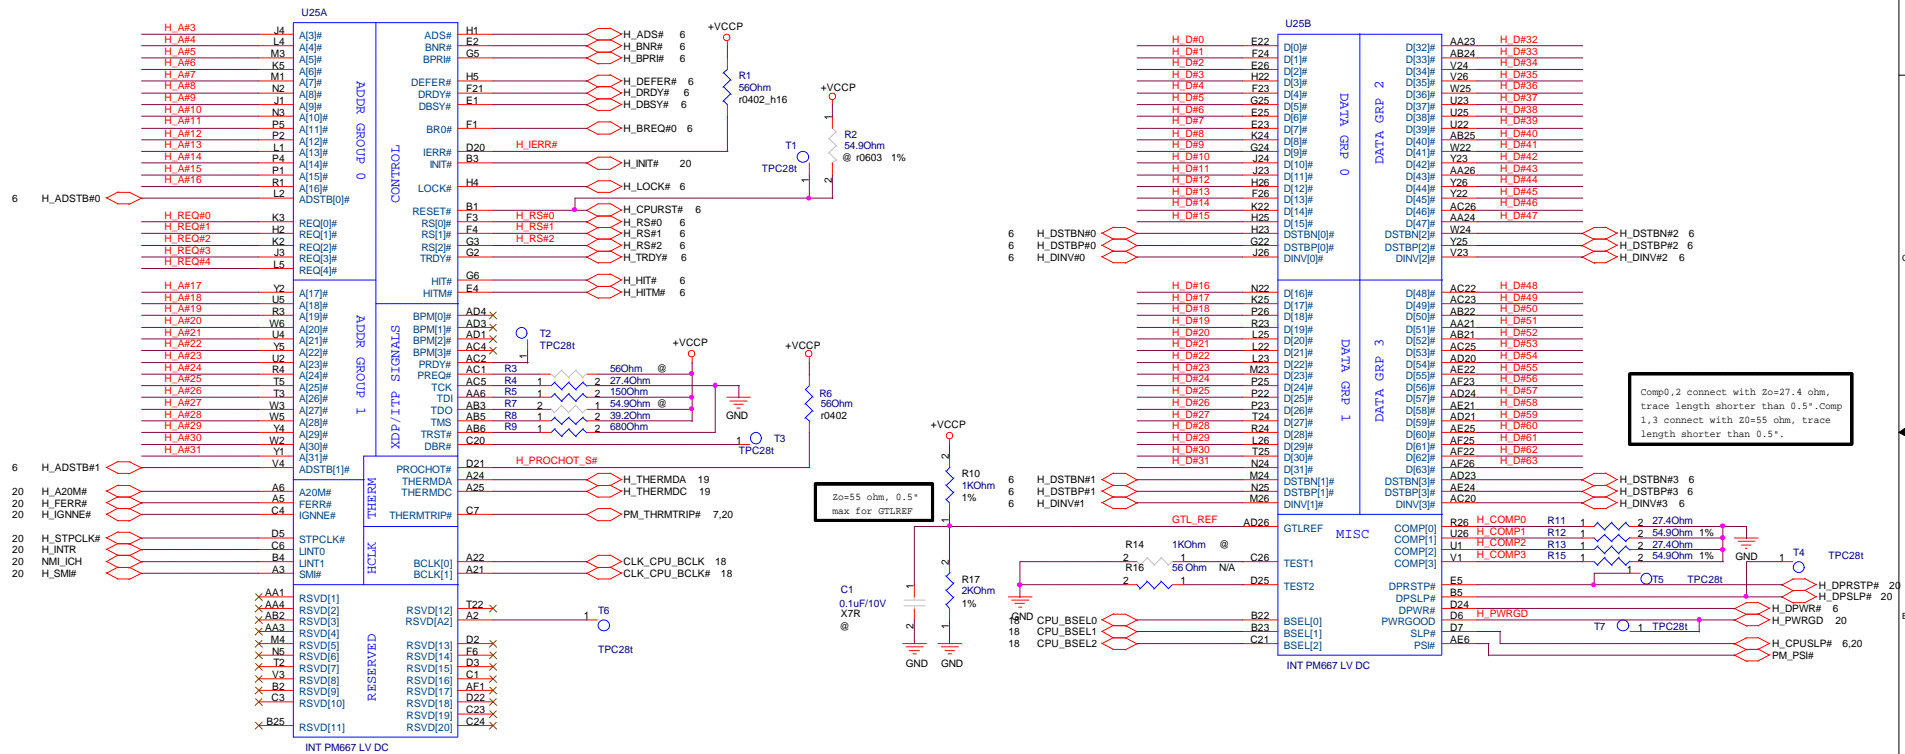 U25A
H_A#3 J4 A[3]# ADS# H1 H_ADS# 6
H_A#4 L4 A[4]# BNR# E2 H_BNR# 6
H_A#5 M3 A[5]# BPRI# G5 H_BPRI# 6
H_A#6 K5 A[6]#
H_A#7 M1 A[7]# DEFER# H5 H_DEFER# 6
H_A#8 N2 A[8]# DRDY# F21 H_DRDY# 6
H_A#9 J1 A[9]# DBSY# E1 H_DBSY# 6
H_A#10 N3 A[10]#
H_A#11 P5 A[11]# BR0# F1 H_BREQ#0 6
H_A#12 P2 A[12]#
H_A#13 L1 A[13]# IERR# D20 H_IERR#
H_A#14 P4 A[14]# INIT# B3 H_INIT# 20
H_A#15 P1 A[15]#
H_A#16 R1 A[16]# LOCK# H4 H_LOCK# 6
6 H_ADSTB#0 L2 ADSTB[0]#
RESET# B1 H_CPURST# 6
H_REQ#0 K3 REQ[0]# RS[0]# F3 H_RS#0 H_RS#0 6
H_REQ#1 H2 REQ[1]# RS[1]# F4 H_RS#1 H_RS#1 6
H_REQ#2 K2 REQ[2]# RS[2]# G3 H_RS#2 H_RS#2 6
H_REQ#3 J3 REQ[3]# TRDY# G2 H_TRDY# 6
H_REQ#4 L5 REQ[4]#
HIT# G6 H_HIT# 6
HITM# E4 H_HITM# 6
ADDR GROUP 0
CONTROL
+VCCP
R1
56Ohm
r0402_h16
+VCCP
1
R2
54.9Ohm
@ r0603 1%
2
T1
TPC28t
1
H_A#17 Y2 A[17]#
H_A#18 U5 A[18]#
H_A#19 R3 A[19]# BPM[0]# AD4
H_A#20 W6 A[20]# BPM[1]# AD3
H_A#21 U4 A[21]# BPM[2]# AD1
H_A#22 Y5 A[22]# BPM[3]# AC4
H_A#23 U2 A[23]# PRDY# AC2
H_A#24 R4 A[24]# PREQ# AC1 R3 56Ohm @
H_A#25 T5 A[25]# TCK AC5 R4 1 2 27.4Ohm
H_A#26 T3 A[26]# TDI AA6 R5 1 2 150Ohm
H_A#27 W3 A[27]# TDO AB3 R7 2 1 54.9Ohm @
H_A#28 W5 A[28]# TMS AB5 R8 1 2 39.2Ohm
H_A#29 Y4 A[29]# TRST# AB6 R9 1 2 680Ohm
H_A#30 W2 A[30]# DBR# C20
H_A#31 Y1 A[31]#
6 H_ADSTB#1 V4 ADSTB[1]#
ADDR GROUP 1
XDP/ITP SIGNALS
T2
TPC28t
1
+VCCP
GND
+VCCP
R6
56Ohm
r0402
1 T3
TPC28t
PROCHOT# D21 H_PROCHOT_S#
THERMDA A24 H_THERMDA 19
THERMDC A25 H_THERMDC 19
THERMTRIP# C7 PM_THRMTRIP# 7,20
THERM
20 H_A20M# A6 A20M#
20 H_FERR# A5 FERR#
20 H_IGNNE# C4 IGNNE#
20 H_STPCLK# D5 STPCLK#
20 H_INTR C6 LINT0
20 NMI_ICH B4 LINT1
20 H_SMI# A3 SMI#
HCLK
BCLK[0] A22 CLK_CPU_BCLK 18
BCLK[1] A21 CLK_CPU_BCLK# 18
AA1 RSVD[1]
AA4 RSVD[2] RSVD[12] T22
AB2 RSVD[3] RSVD[A2] A2 1 T6
AA3 RSVD[4] TPC28t
M4 RSVD[5] RSVD[13] D2
N5 RSVD[6] RSVD[14] F6
T2 RSVD[7] RSVD[15] D3
V3 RSVD[8] RSVD[16] C1
B2 RSVD[9] RSVD[17] AF1
C3 RSVD[10] RSVD[18] D22
RSVD[19] C23
B25 RSVD[11] RSVD[20] C24
RESERVED
INT PM667 LV DC
U25B
H_D#0 E22 D[0]# D[32]# AA23 H_D#32
H_D#1 F24 D[1]# D[33]# AB24 H_D#33
H_D#2 E26 D[2]# D[34]# V24 H_D#34
H_D#3 H22 D[3]# D[35]# V26 H_D#35
H_D#4 F23 D[4]# D[36]# W25 H_D#36
H_D#5 G25 D[5]# D[37]# U23 H_D#37
H_D#6 E25 D[6]# D[38]# U25 H_D#38
H_D#7 E23 D[7]# D[39]# U22 H_D#39
H_D#8 K24 D[8]# D[40]# AB25 H_D#40
H_D#9 G24 D[9]# D[41]# W22 H_D#41
H_D#10 J24 D[10]# D[42]# Y23 H_D#42
H_D#11 J23 D[11]# D[43]# AA26 H_D#43
H_D#12 H26 D[12]# D[44]# Y26 H_D#44
H_D#13 F26 D[13]# D[45]# Y22 H_D#45
H_D#14 K22 D[14]# D[46]# AC26 H_D#46
H_D#15 H25 D[15]# D[47]# AA24 H_D#47
6 H_DSTBN#0 H23 DSTBN[0]# DSTBN[2]# W24 H_DSTBN#2 6
6 H_DSTBP#0 G22 DSTBP[0]# DSTBP[2]# Y25 H_DSTBP#2 6
6 H_DINV#0 J26 DINV[0]# DINV[2]# V23 H_DINV#2 6
DATA GRP 0
DATA GRP 2
H_D#16 N22 D[16]# D[48]# AC22 H_D#48
H_D#17 K25 D[17]# D[49]# AC23 H_D#49
H_D#18 P26 D[18]# D[50]# AB22 H_D#50
H_D#19 R23 D[19]# D[51]# AA21 H_D#51
H_D#20 L25 D[20]# D[52]# AB21 H_D#52
H_D#21 L22 D[21]# D[53]# AC25 H_D#53
H_D#22 L23 D[22]# D[54]# AD20 H_D#54
H_D#23 M23 D[23]# D[55]# AE22 H_D#55
H_D#24 P25 D[24]# D[56]# AF23 H_D#56
H_D#25 P22 D[25]# D[57]# AD24 H_D#57
H_D#26 P23 D[26]# D[58]# AE21 H_D#58
H_D#27 T24 D[27]# D[59]# AD21 H_D#59
H_D#28 R24 D[28]# D[60]# AE25 H_D#60
H_D#29 L26 D[29]# D[61]# AF25 H_D#61
H_D#30 T25 D[30]# D[62]# AF22 H_D#62
H_D#31 N24 D[31]# D[63]# AF26 H_D#63
6 H_DSTBN#1 M24 DSTBN[1]# DSTBN[3]# AD23 H_DSTBN#3 6
6 H_DSTBP#1 N25 DSTBP[1]# DSTBP[3]# AE24 H_DSTBP#3 6
6 H_DINV#1 M26 DINV[1]# DINV[3]# AC20 H_DINV#3 6
DATA GRP 1
DATA GRP 3
Comp0,2 connect with Zo=27.4 ohm,
trace length shorter than 0.5".Comp
1,3 connect with Z0=55 ohm, trace
length shorter than 0.5".
+VCCP
2
R10
1KOhm
1%
1
Zo=55 ohm, 0.5"
max for GTLREF
GTL_REF AD26 GTLREF
MISC
COMP[0] R26 H_COMP0 R11 1 2 27.4Ohm
COMP[1] U26 H_COMP1 R12 1 2 54.9Ohm 1%
COMP[2] U1 H_COMP2 R13 1 2 27.4Ohm
COMP[3] V1 H_COMP3 R15 1 2 54.9Ohm 1%
GND
1 T4 TPC28t
R14 1KOhm @
2 1 C26 TEST1
R16 56 Ohm N/A
2 1 D25 TEST2
GND
C1
0.1uF/10V
X7R
@
1
2
GND
2
R17
2KOhm
1%
1
GND
DPRSTP# E5 T5 TPC28t H_DPRSTP# 20
1
DPSLP# B5 H_DPSLP# 20
DPWR# D24 H_DPWR# 6
PWRGOOD D6 H_PWRGD H_PWRGD 20
SLP# D7 T7 1 TPC28t H_CPUSLP# 6,20
PSI# AE6 PM_PSI#
18 CPU_BSEL0 B22 BSEL[0]
18 CPU_BSEL1 B23 BSEL[1]
18 CPU_BSEL2 C21 BSEL[2]
INT PM667 LV DC